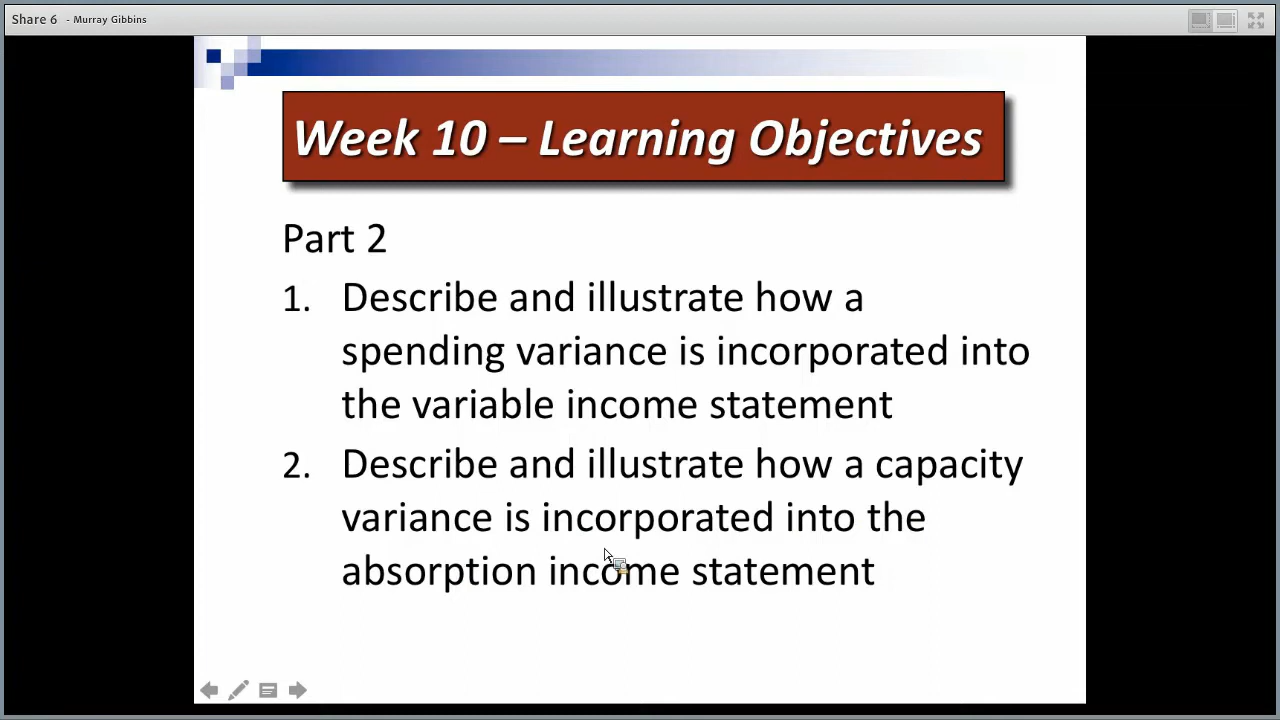 Share 6 - Murray Gibbins
Week 10 – Learning Objectives
Part 2
1. Describe and illustrate how a
spending variance is incorporated into
the variable income statement
2. Describe and illustrate how a capacity
variance is incorporated into the
absorption income statement